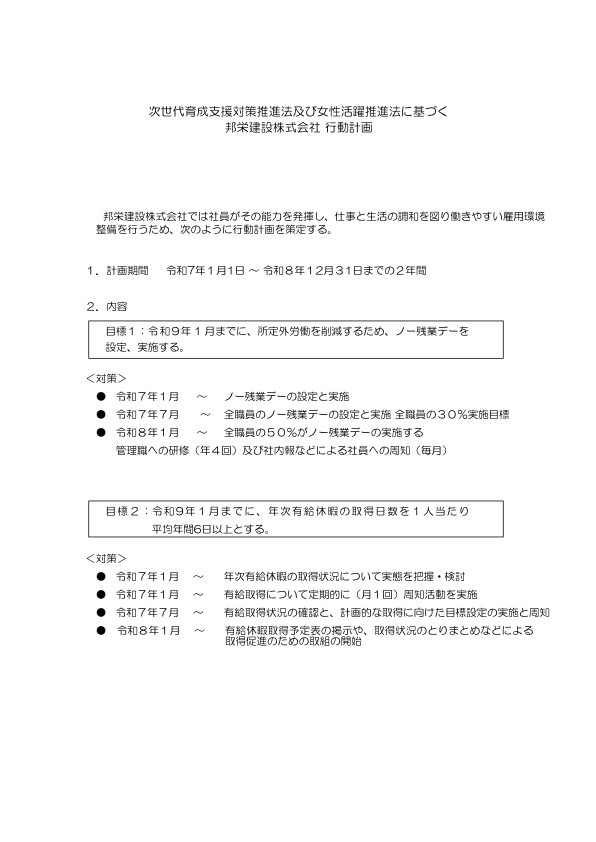 次世代育成支援対策推進法及び女性活躍推進法に基づく
邦栄建設株式会社 行動計画
邦栄建設株式会社では社員がその能力を発揮し、仕事と生活の調和を図り働きやすい雇用環境
整備を行うため、次のように行動計画を策定する。
１．計画期間　令和7年１月1日 ～ 令和８年１２月３１日までの２年間
２．内容
目標１：令和９年１月までに、所定外労働を削減するため、ノー残業デーを
設定、実施する。
＜対策＞
● 令和７年１月　～　ノー残業デーの設定と実施
● 令和７年７月　～　全職員のノー残業デーの設定と実施 全職員の３０％実施目標
● 令和８年１月　～　全職員の５０％がノー残業デーの実施する
管理職への研修（年４回）及び社内報などによる社員への周知（毎月）
目標２：令和９年１月までに、年次有給休暇の取得日数を１人当たり
平均年間6日以上とする。
＜対策＞
● 令和７年１月　～　年次有給休暇の取得状況について実態を把握・検討
● 令和７年１月　～　有給取得について定期的に（月１回）周知活動を実施
● 令和７年７月　～　有給取得状況の確認と、計画的な取得に向けた目標設定の実施と周知
● 令和８年１月　～　有給休暇取得予定表の掲示や、取得状況のとりまとめなどによる
取得促進のための取組の開始